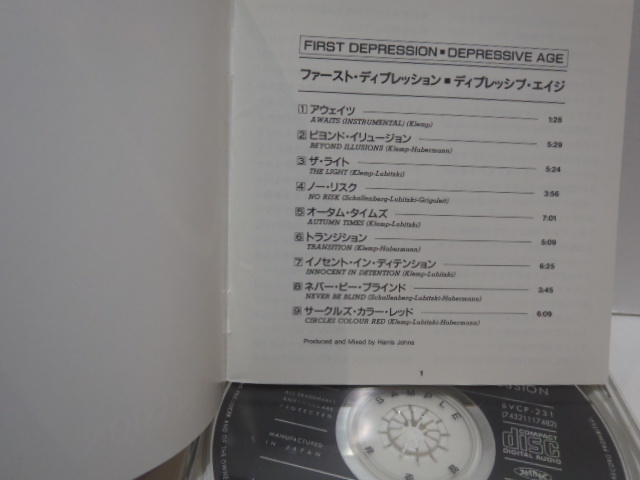 FIRST DEPRESSION ■ DEPRESSIVE AGE
ファースト・ディプレッション ■ ディプレッシブ・エイジ
1 アウェイツ 1:28
AWAITS (INSTRUMENTAL) (Klemp)
2 ビヨンド・イリュージョン 5:29
BEYOND ILLUSIONS (Klemp-Habermann)
3 ザ・ライト 5:24
THE LIGHT (Klemp-Lubitzki)
4 ノー・リスク 3:56
NO RISK (Schallenberg-Lubitzki-Grigoleit)
5 オータム・タイムズ 7:01
AUTUMN TIMES (Klemp-Lubitzki)
6 トランジション 5:09
TRANSITION (Klemp-Habermann)
7 イノセント・イン・ディテンション 6:25
INNOCENT IN DETENTION (Klemp-Lubitzki)
8 ネバー・ビー・ブラインド 3:45
NEVER BE BLIND (Schallenberg-Lubitzki-Habermann)
9 サークルズ・カラー・レッド 6:09
CIRCLES COLOUR RED (Klemp-Lubitzki-Habermann)
Produced and Mixed by Harris Johns
1
SAMPLE
BVCP-231
(74321117482)
MANUFACTURED
IN JAPAN
COMPACT
disc
DIGITAL AUDIO